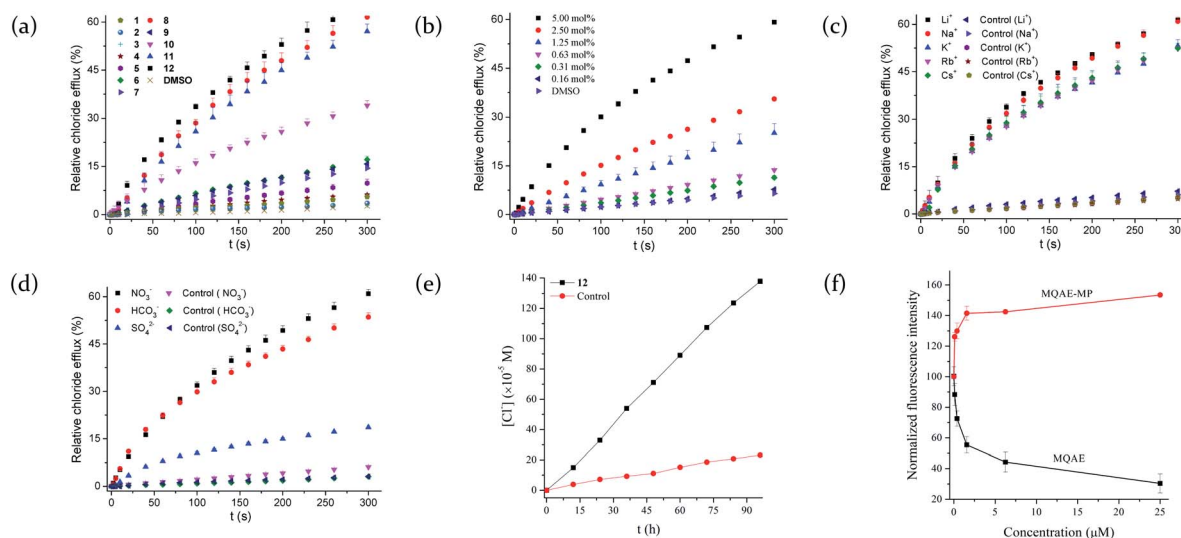 (a)
Relative chloride efflux (%)
60
45
30
15
0
1
2
3
4
5
6
7
8
9
10
11
12
DMSO
0 50 100 150 200 250 300
t (s)
(b)
Relative chloride efflux (%)
60
45
30
15
0
5.00 mol%
2.50 mol%
1.25 mol%
0.63 mol%
0.31 mol%
0.16 mol%
DMSO
0 50 100 150 200 250 300
t (s)
(c)
Relative chloride efflux (%)
60
45
30
15
0
Li⁺ Control (Li⁺)
Na⁺ Control (Na⁺)
K⁺ Control (K⁺)
Rb⁺ Control (Rb⁺)
Cs⁺ Control (Cs⁺)
0 50 100 150 200 250 300
t (s)
(d)
Relative chloride efflux (%)
60
45
30
15
0
NO₃⁻ Control ( NO₃⁻)
HCO₃⁻ Control ( HCO₃⁻)
SO₄²⁻ Control (SO₄²⁻)
0 50 100 150 200 250 300
t (s)
(e)
[Cl⁻] (×10⁻⁵ M)
140
120
100
80
60
40
20
0
12
Control
0 15 30 45 60 75 90
t (h)
(f)
Normalized fluorescence intensity
160
140
120
100
80
60
40
20
MQAE-MP
MQAE
0 5 10 15 20 25
Concentration (μM)